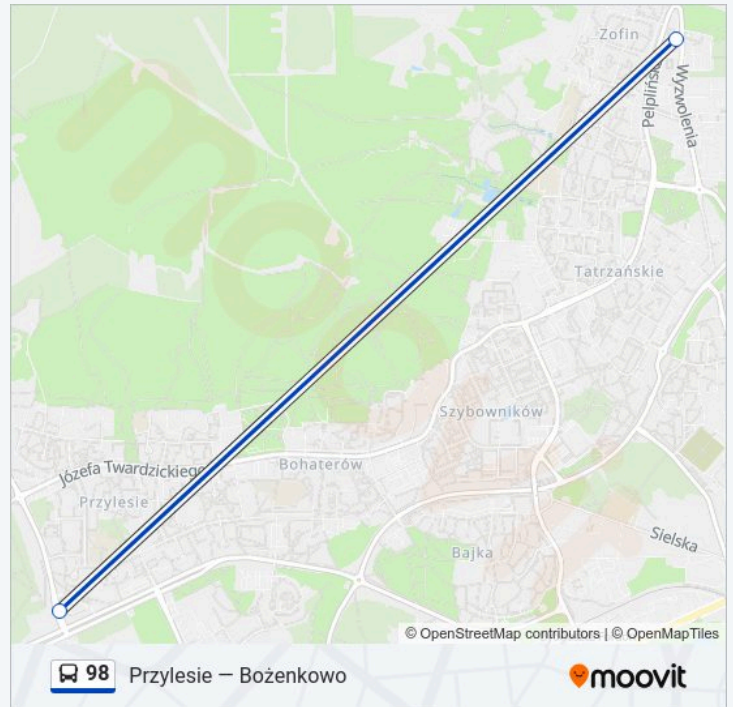 Zofin
Pelplińska
Wyzwolenia
Tatrzańskie
Szybowników
Józefa Twardzickiego
Bohaterów
Przylesie
Sielska
Bajka
© OpenStreetMap contributors | © OpenMapTiles
98 Przylesie — Bożenkowo
moovit